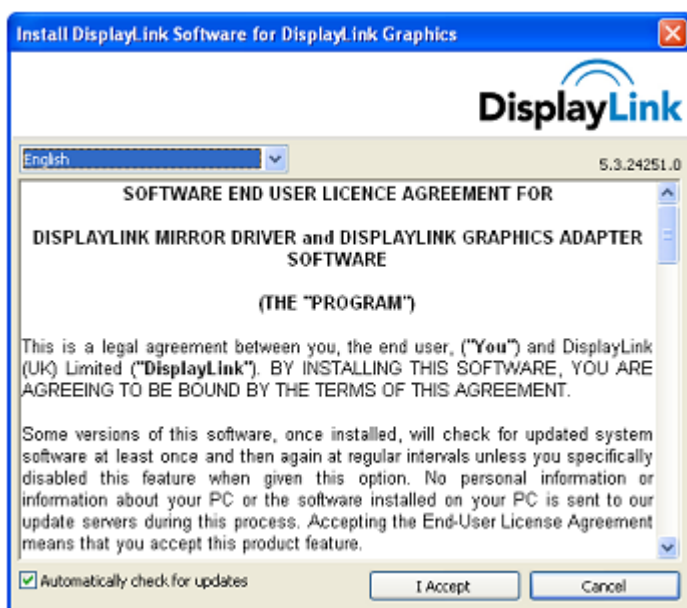 Install DisplayLink Software for DisplayLink Graphics
DisplayLink
English
5.3.24251.0
SOFTWARE END USER LICENCE AGREEMENT FOR
DISPLAYLINK MIRROR DRIVER and DISPLAYLINK GRAPHICS ADAPTER
SOFTWARE
(THE "PROGRAM")
This is a legal agreement between you, the end user, ("You") and DisplayLink
(UK) Limited ("DisplayLink"). BY INSTALLING THIS SOFTWARE, YOU ARE
AGREEING TO BE BOUND BY THE TERMS OF THIS AGREEMENT.
Some versions of this software, once installed, will check for updated system
software at least once and then again at regular intervals unless you specifically
disabled this feature when given this option. No personal information or
information about your PC or the software installed on your PC is sent to our
update servers during this process. Accepting the End-User License Agreement
means that you accept this product feature.
Automatically check for updates
I Accept
Cancel